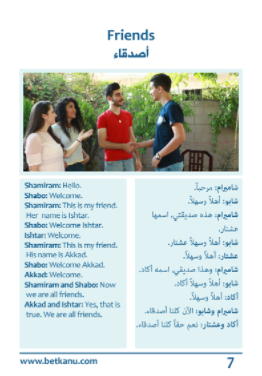 Friends
أصدقاء
Shamiram: Hello.
Shabo: Welcome.
Shamiram: This is my friend.
Her name is Ishtar.
Shabo: Welcome Ishtar.
Ishtar: Welcome.
Shamiram: This is my friend.
His name is Akkad.
Shabo: Welcome Akkad.
Akkad: Welcome.
Shamiram and Shabo: Now
we are all friends.
Akkad and Ishtar: Yes, that is
true. We are all friends.
شاميرام: مرحباً.
شابو: أهلاً وسهلاً.
شاميرام: هذه صديقتي، اسمها
عشتار.
شابو: أهلاً وسهلاً عشتار.
عشتار: أهلاً وسهلاً.
شاميرام: وهذا صديقي، اسمه أكاد.
شابو: أهلاً وسهلاً أكاد.
أكاد: أهلاً وسهلاً.
شاميرام وشابو: الآن كلنا أصدقاء.
أكاد وعشتار: نعم حقاً كلنا أصدقاء.
www.betkanu.com
7